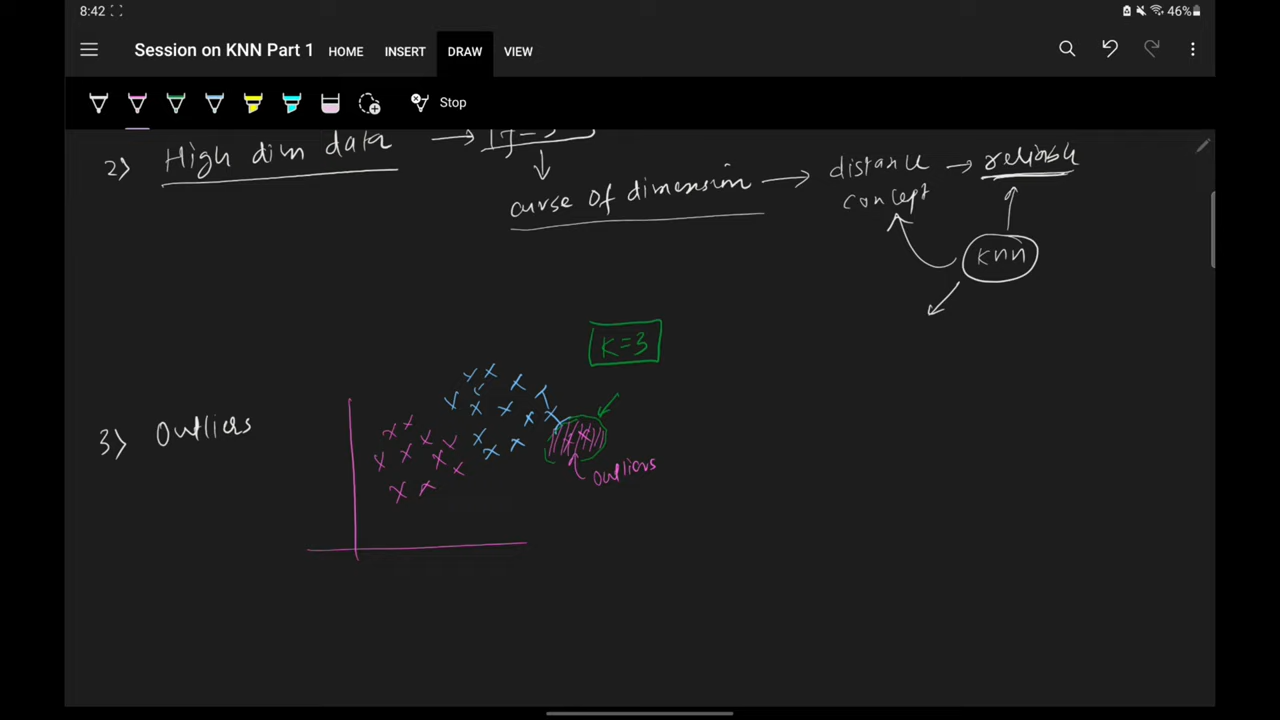 8:42
46%
Session on KNN Part 1 HOME INSERT DRAW VIEW
Stop
2) High dim data
curse of dimension → distance concept → reliable
knn
K=3
3) Outliers
outliers